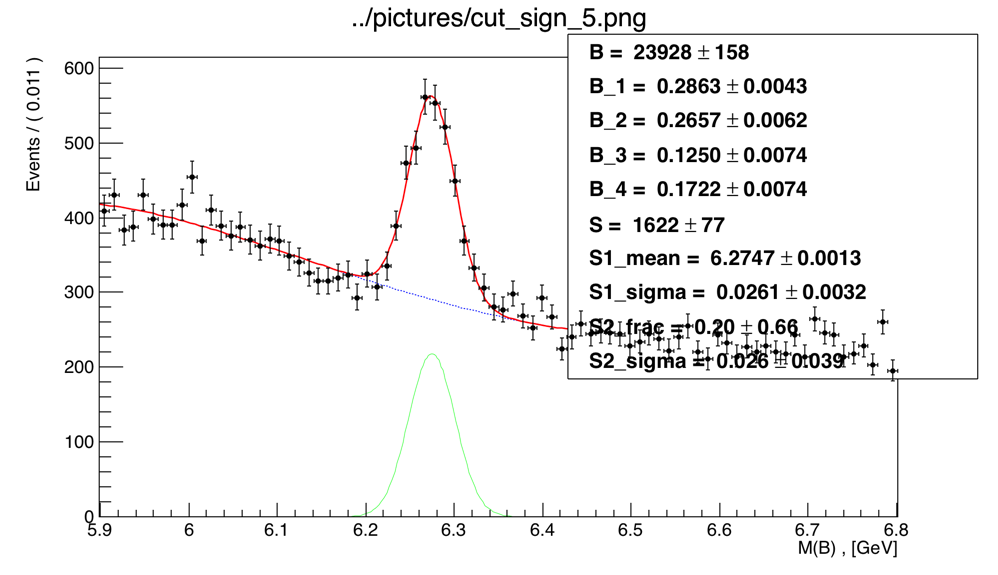 ../pictures/cut_sign_5.png
Events / ( 0.011 )
600
500
400
300
200
100
0
5.9
6
6.1
6.2
6.3
6.4
6.5
6.6
6.7
6.8
M(B) , [GeV]
B = 23928 ± 158
B_1 = 0.2863 ± 0.0043
B_2 = 0.2657 ± 0.0062
B_3 = 0.1250 ± 0.0074
B_4 = 0.1722 ± 0.0074
S = 1622 ± 77
S1_mean = 6.2747 ± 0.0013
S1_sigma = 0.0261 ± 0.0032
S2_frac = 0.20 ± 0.66
S2_sigma = 0.026 ± 0.039